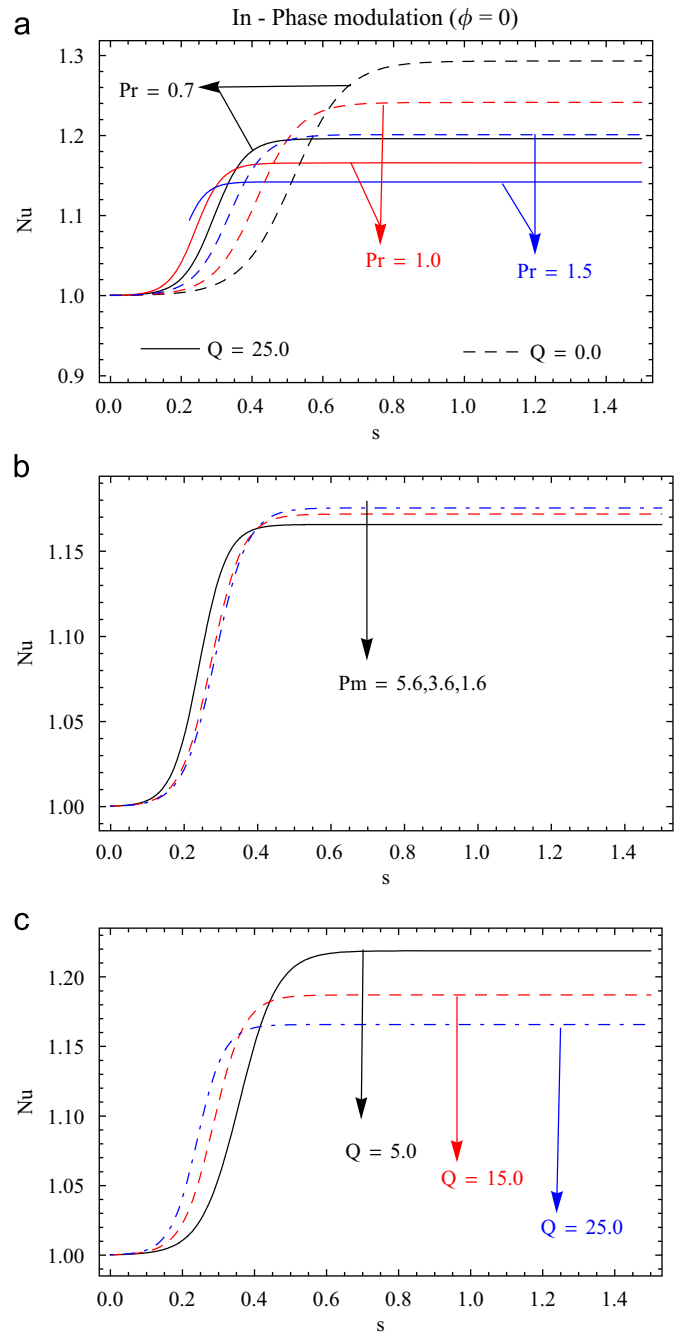 a
In - Phase modulation (ϕ = 0)
1.3
1.2
1.1
1.0
0.9
Nu
Pr = 0.7
Pr = 1.0
Pr = 1.5
Q = 25.0
Q = 0.0
0.0 0.2 0.4 0.6 0.8 1.0 1.2 1.4
s
b
1.15
1.10
1.05
1.00
Nu
Pm = 5.6,3.6,1.6
0.0 0.2 0.4 0.6 0.8 1.0 1.2 1.4
s
c
1.20
1.15
1.10
1.05
1.00
Nu
Q = 5.0
Q = 15.0
Q = 25.0
0.0 0.2 0.4 0.6 0.8 1.0 1.2 1.4
s